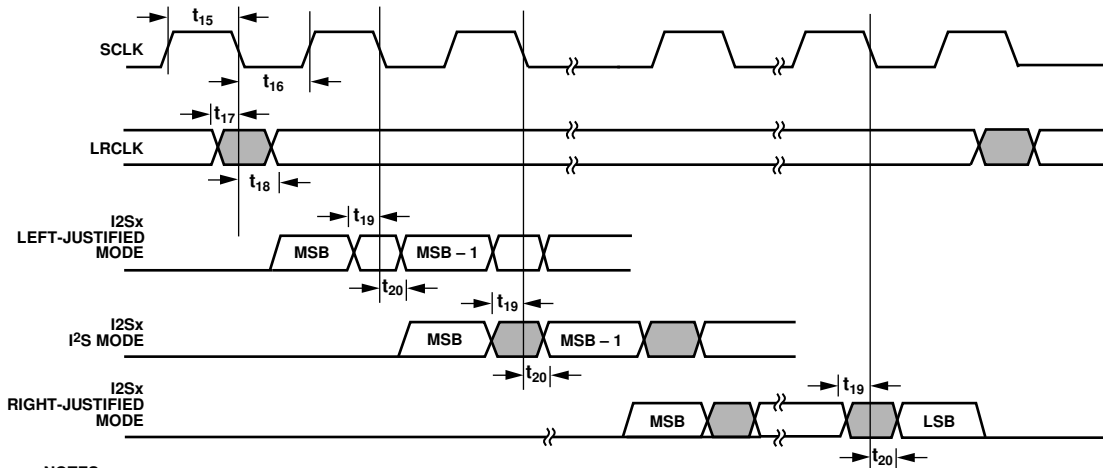 t15
SCLK
t16
t17
LRCLK
t18
I2Sx
LEFT-JUSTIFIED
MODE
t19
MSB
MSB – 1
t20
I2Sx
I2S MODE
t19
MSB
MSB – 1
t20
I2Sx
RIGHT-JUSTIFIED
MODE
t19
MSB
LSB
t20
NOTES